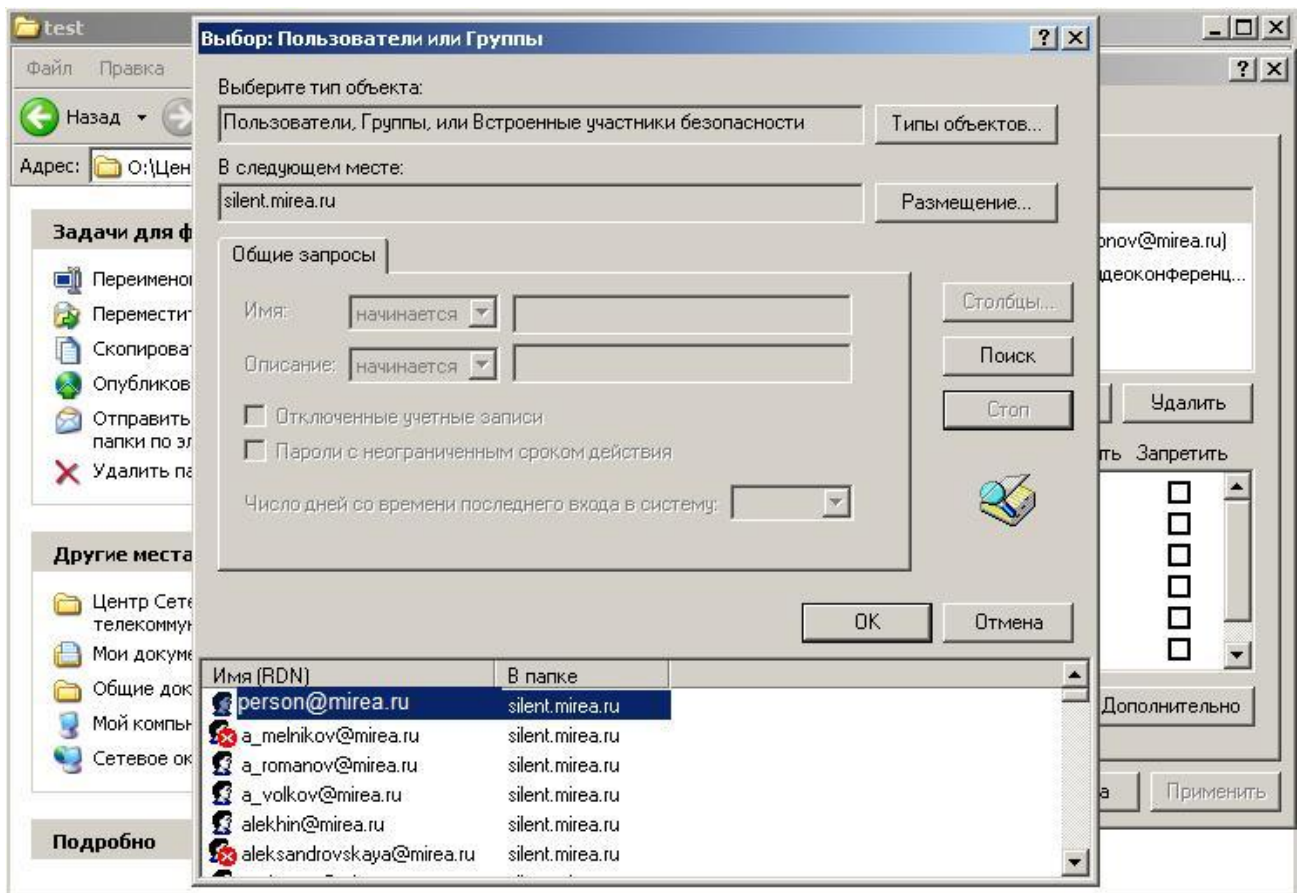 test
Файл Правка
Назад
Адрес: O:\Цен
Задачи для ф
Переимено
Переместит
Скопироват
Опубликов
Отправить
папки по эл
Удалить па
Другие места
Центр Сете
телекоммун
Мои докуме
Общие док
Мой компьн
Сетевое ок
Подробно
Выбор: Пользователи или Группы
Выберите тип объекта:
Пользователи, Группы, или Встроенные участники безопасности
Типы объектов...
В следующем месте:
silent.mirea.ru
Размещение...
Общие запросы
Имя: начинается
Описание: начинается
Отключенные учетные записи
Пароли с неограниченным сроком действия
Число дней со времени последнего входа в систему:
Столбцы...
Поиск
Стоп
OK Отмена
Имя (RDN) В папке
person@mirea.ru silent.mirea.ru
a_melnikov@mirea.ru silent.mirea.ru
a_romanov@mirea.ru silent.mirea.ru
a_volkov@mirea.ru silent.mirea.ru
alekhin@mirea.ru silent.mirea.ru
aleksandrovskaya@mirea.ru silent.mirea.ru
onov@mirea.ru)
идеоконференц...
Удалить
ть Запретить
Дополнительно
а Применить